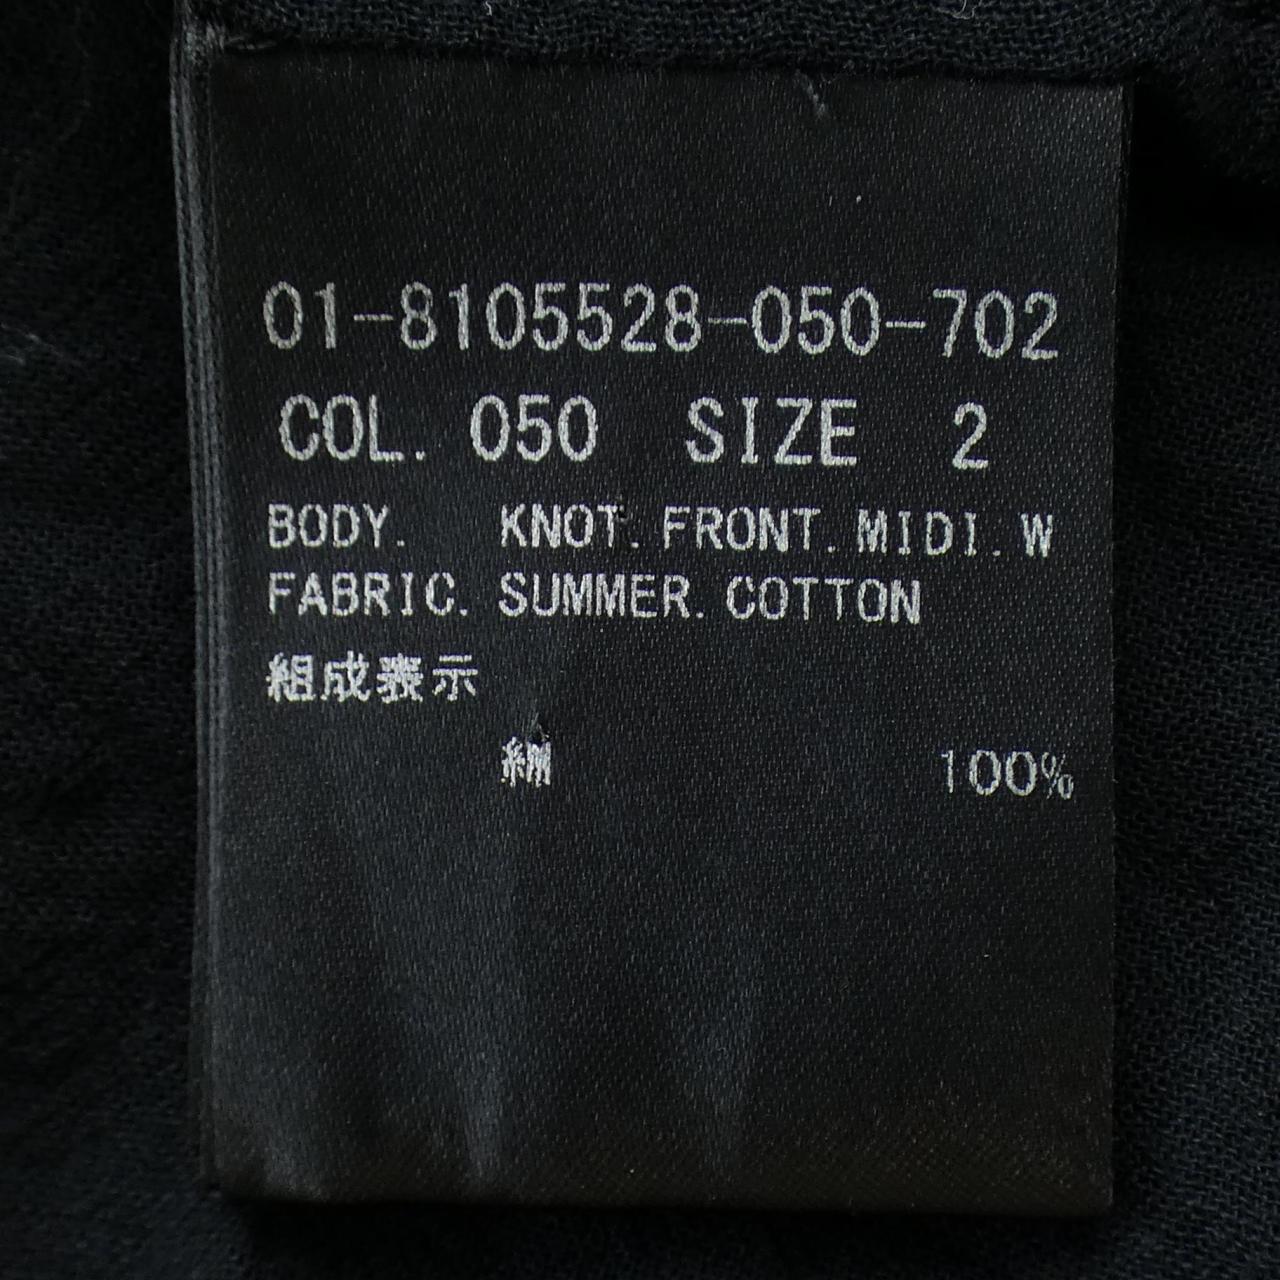 01-8105528-050-702
COL. 050 SIZE 2
BODY. KNOT.FRONT.MIDI.W
FABRIC. SUMMER.COTTON
組成表示
綿 100%